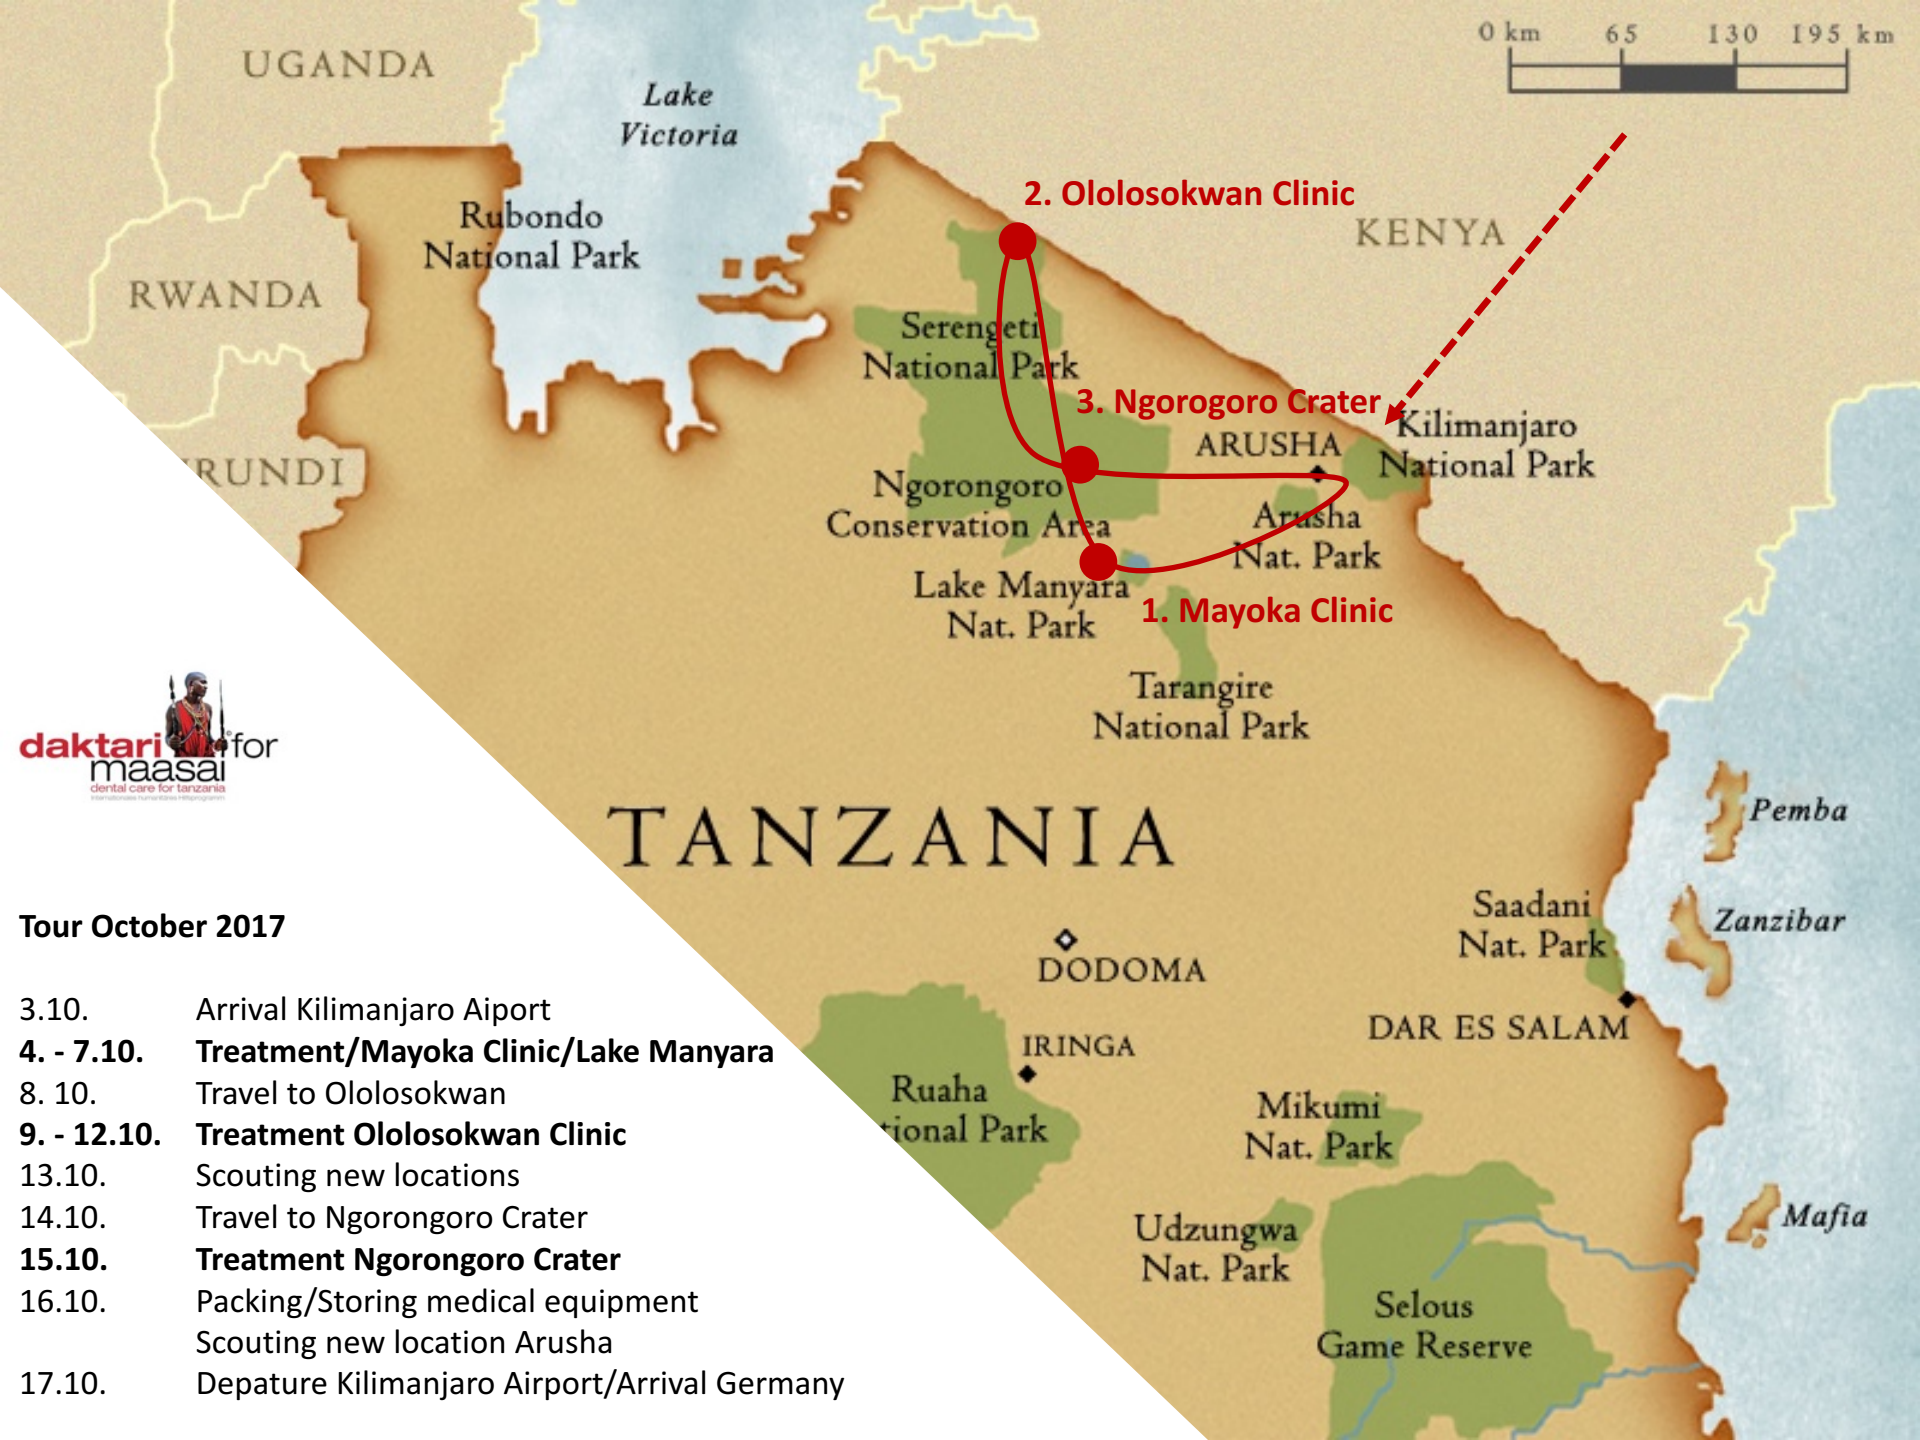 0 km 65 130 195 km
UGANDA
Lake
Victoria
2. Ololosokwan Clinic
KENYA
Rubondo
National Park
RWANDA
Serengeti
National Park
3. Ngorogoro Crater
Kilimanjaro
National Park
ARUSHA
RUNDI
Ngorongoro
Conservation Area
Arusha
Nat. Park
Lake Manyara
Nat. Park
1. Mayoka Clinic
Tarangire
National Park
daktari for
maasai
dental care for tanzania
TANZANIA
Pemba
Saadani
Nat. Park
Zanzibar
DODOMA
DAR ES SALAM
IRINGA
Ruaha
tional Park
Mikumi
Nat. Park
Udzungwa
Nat. Park
Mafia
Selous
Game Reserve
Tour October 2017
3.10. Arrival Kilimanjaro Aiport
4. - 7.10. Treatment/Mayoka Clinic/Lake Manyara
8. 10. Travel to Ololosokwan
9. - 12.10. Treatment Ololosokwan Clinic
13.10. Scouting new locations
14.10. Travel to Ngorongoro Crater
15.10. Treatment Ngorongoro Crater
16.10. Packing/Storing medical equipment
Scouting new location Arusha
17.10. Depature Kilimanjaro Airport/Arrival Germany